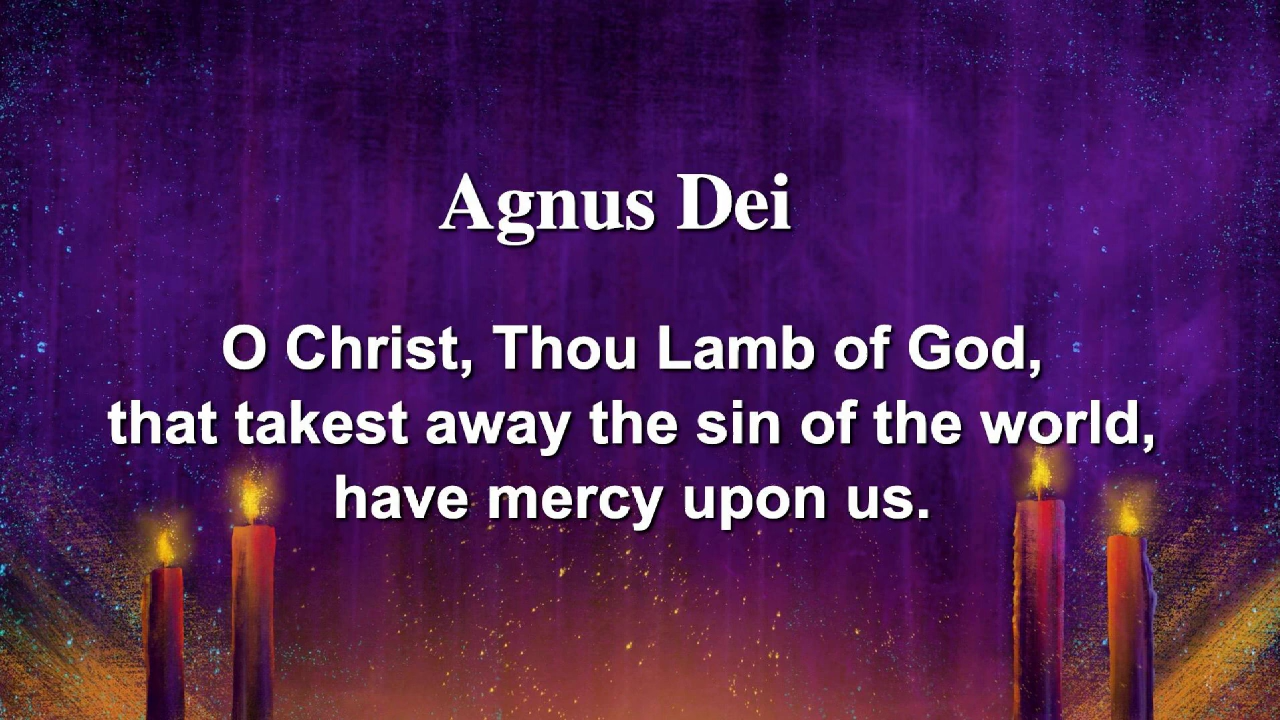 Agnus Dei
O Christ, Thou Lamb of God,
that takest away the sin of the world,
have mercy upon us.